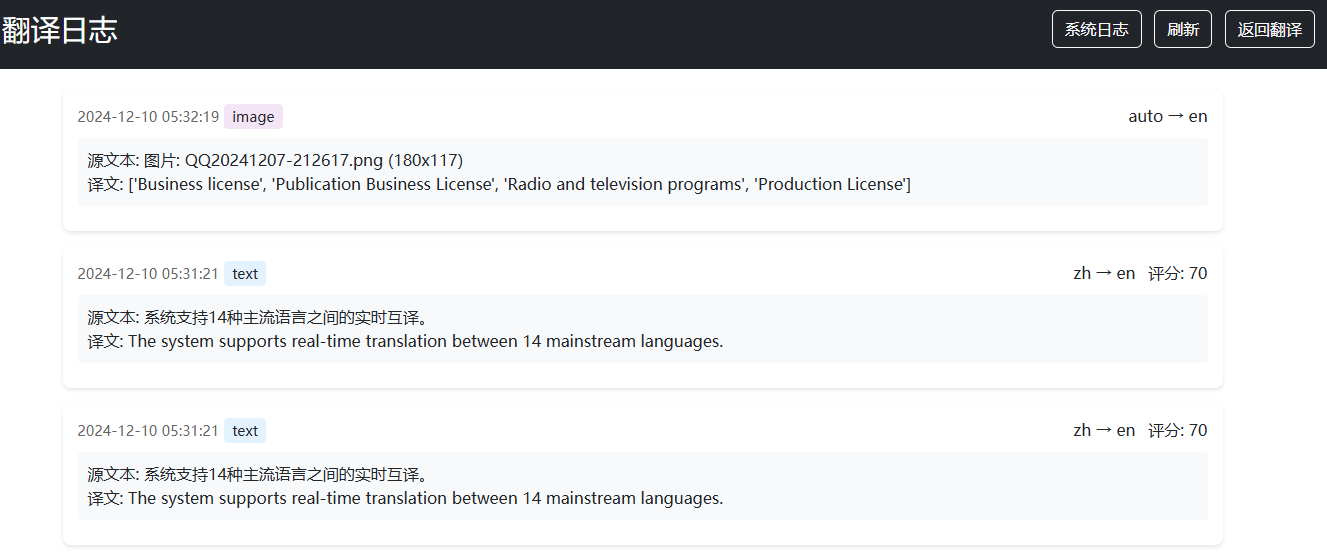 翻译日志
系统日志 刷新 返回翻译
2024-12-10 05:32:19 image auto → en
源文本: 图片: QQ20241207-212617.png (180x117)
译文: ['Business license', 'Publication Business License', 'Radio and television programs', 'Production License']
2024-12-10 05:31:21 text zh → en 评分: 70
源文本: 系统支持14种主流语言之间的实时互译。
译文: The system supports real-time translation between 14 mainstream languages.
2024-12-10 05:31:21 text zh → en 评分: 70
源文本: 系统支持14种主流语言之间的实时互译。
译文: The system supports real-time translation between 14 mainstream languages.